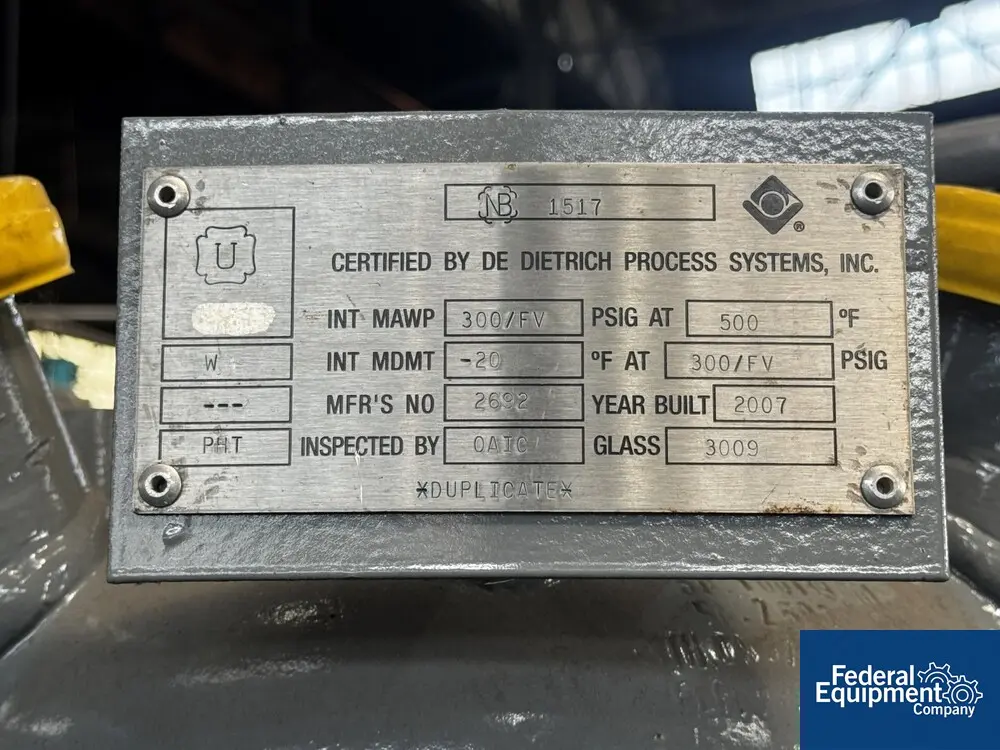 NB 1517
U
CERTIFIED BY DE DIETRICH PROCESS SYSTEMS, INC.
INT MAWP 300/FV PSIG AT 500 ºF
W INT MDMT -20 ºF AT 300/FV PSIG
--- MFR'S NO 2692 YEAR BUILT 2007
PHT INSPECTED BY OAIC GLASS 3009
*DUPLICATE*
Federal
Equipment
Company